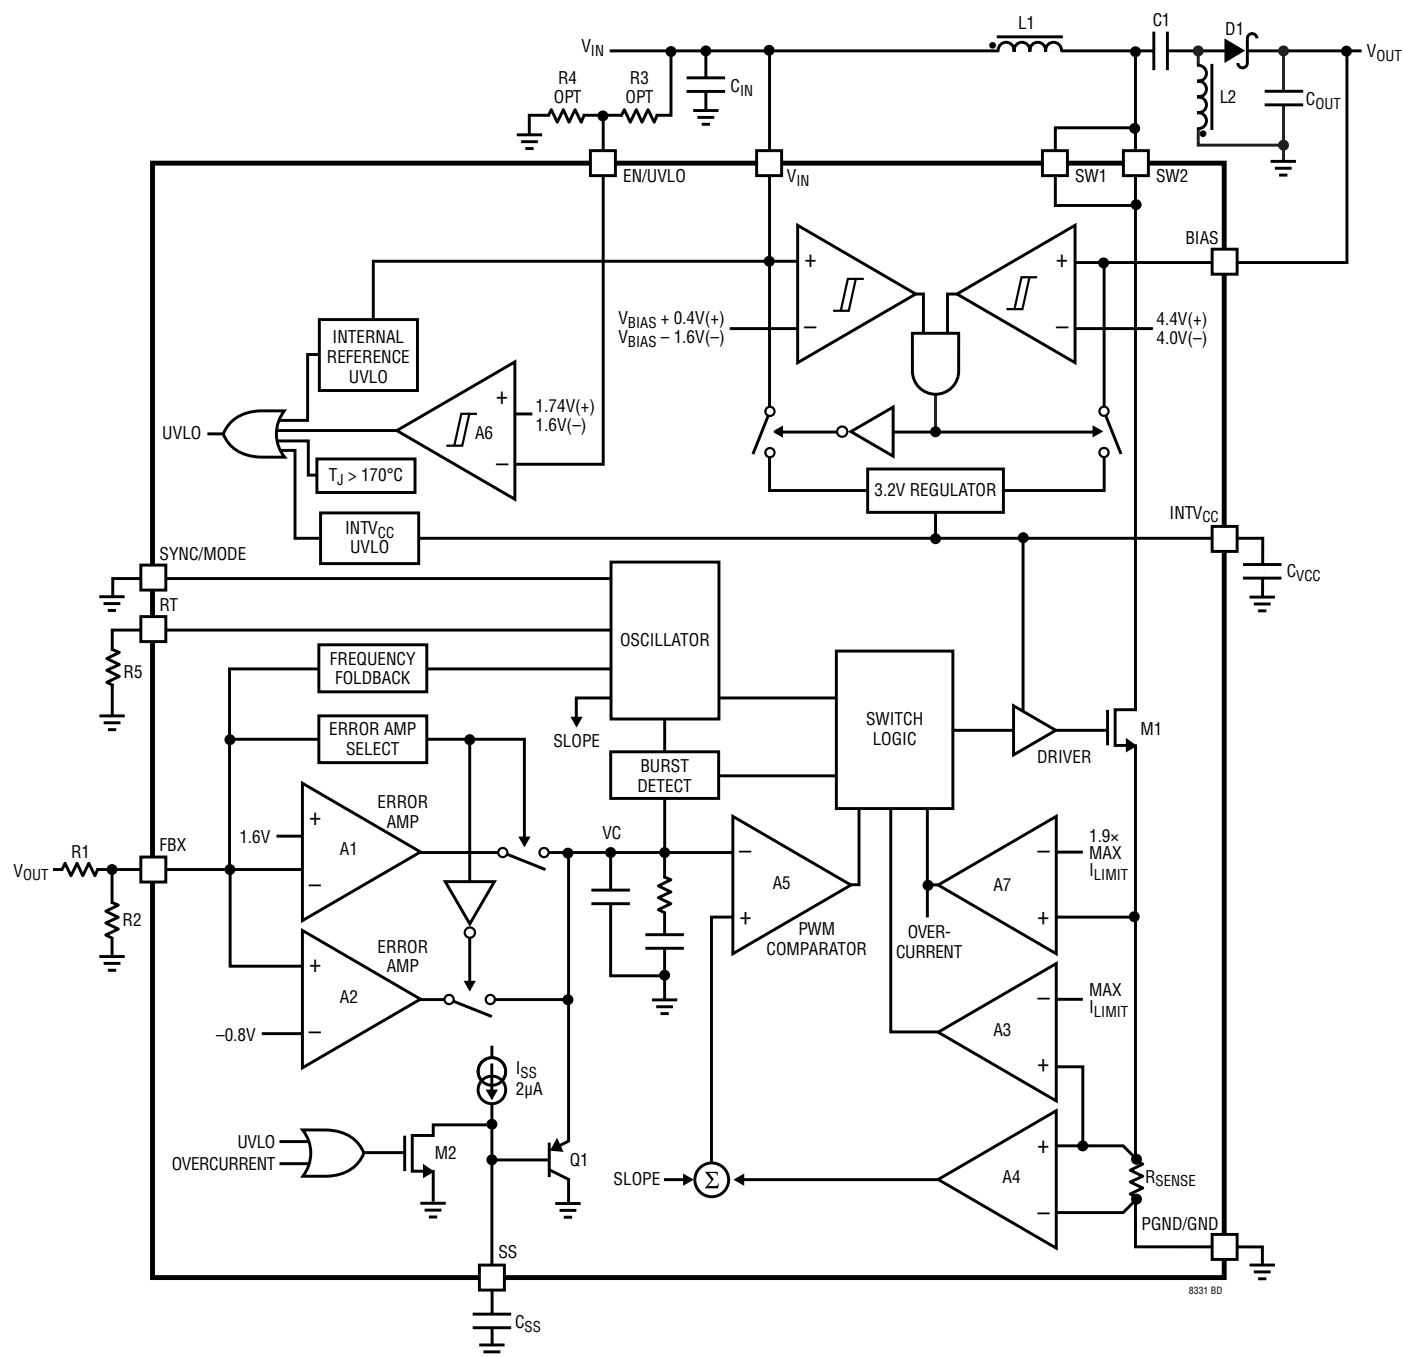 L1
C1
D1
VIN
VOUT
R4
OPT
R3
OPT
CIN
L2
COUT
EN/UVLO
VIN
SW1
SW2
BIAS
+
+
VBIAS + 0.4V(+)
VBIAS – 1.6V(–)
–
–
4.4V(+)
4.0V(–)
INTERNAL
REFERENCE
UVLO
+
1.74V(+)
1.6V(–)
A6
–
UVLO
TJ > 170°C
3.2V REGULATOR
INTVCC
UVLO
INTVCC
CVCC
SYNC/MODE
RT
R5
OSCILLATOR
FREQUENCY
FOLDBACK
SLOPE
ERROR AMP
SELECT
BURST
DETECT
SWITCH
LOGIC
DRIVER
M1
ERROR
AMP
+
1.6V
A1
–
VC
FBX
R1
VOUT
R2
–
A5
+
PWM
COMPARATOR
–
1.9×
MAX
ILIMIT
A7
+
OVER-
CURRENT
ERROR
AMP
+
A2
–0.8V
–
–
MAX
ILIMIT
A3
+
ISS
2µA
UVLO
OVERCURRENT
M2
Q1
SLOPE
Σ
+
A4
–
RSENSE
PGND/GND
SS
CSS
8331 BD